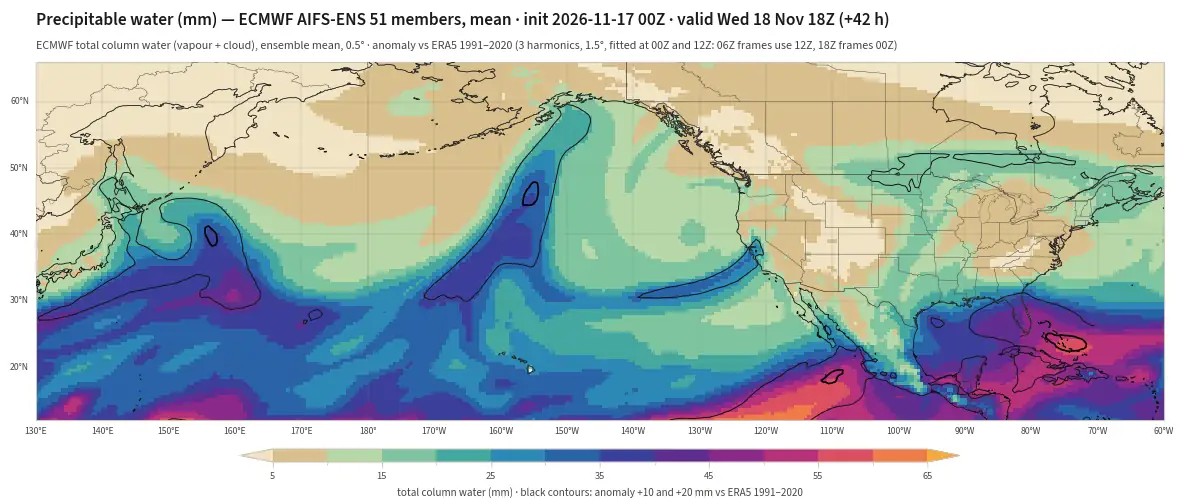 Precipitable water (mm) — ECMWF AIFS-ENS 51 members, mean · init 2026-11-17 00Z · valid Wed 18 Nov 18Z (+42 h)
ECMWF total column water (vapour + cloud), ensemble mean, 0.5° · anomaly vs ERA5 1991–2020 (3 harmonics, 1.5°, fitted at 00Z and 12Z: 06Z frames use 12Z, 18Z frames 00Z)
60°N
50°N
40°N
30°N
20°N
130°E 140°E 150°E 160°E 170°E 180° 170°W 160°W 150°W 140°W 130°W 120°W 110°W 100°W 90°W 80°W 70°W 60°W
5 15 25 35 45 55 65
total column water (mm) · black contours: anomaly +10 and +20 mm vs ERA5 1991–2020